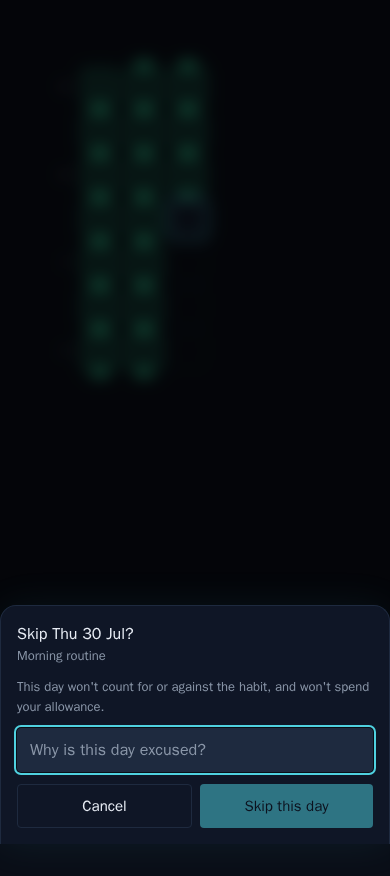 Skip Thu 30 Jul?
Morning routine
This day won't count for or against the habit, and won't spend
your allowance.
Why is this day excused?
Cancel
Skip this day